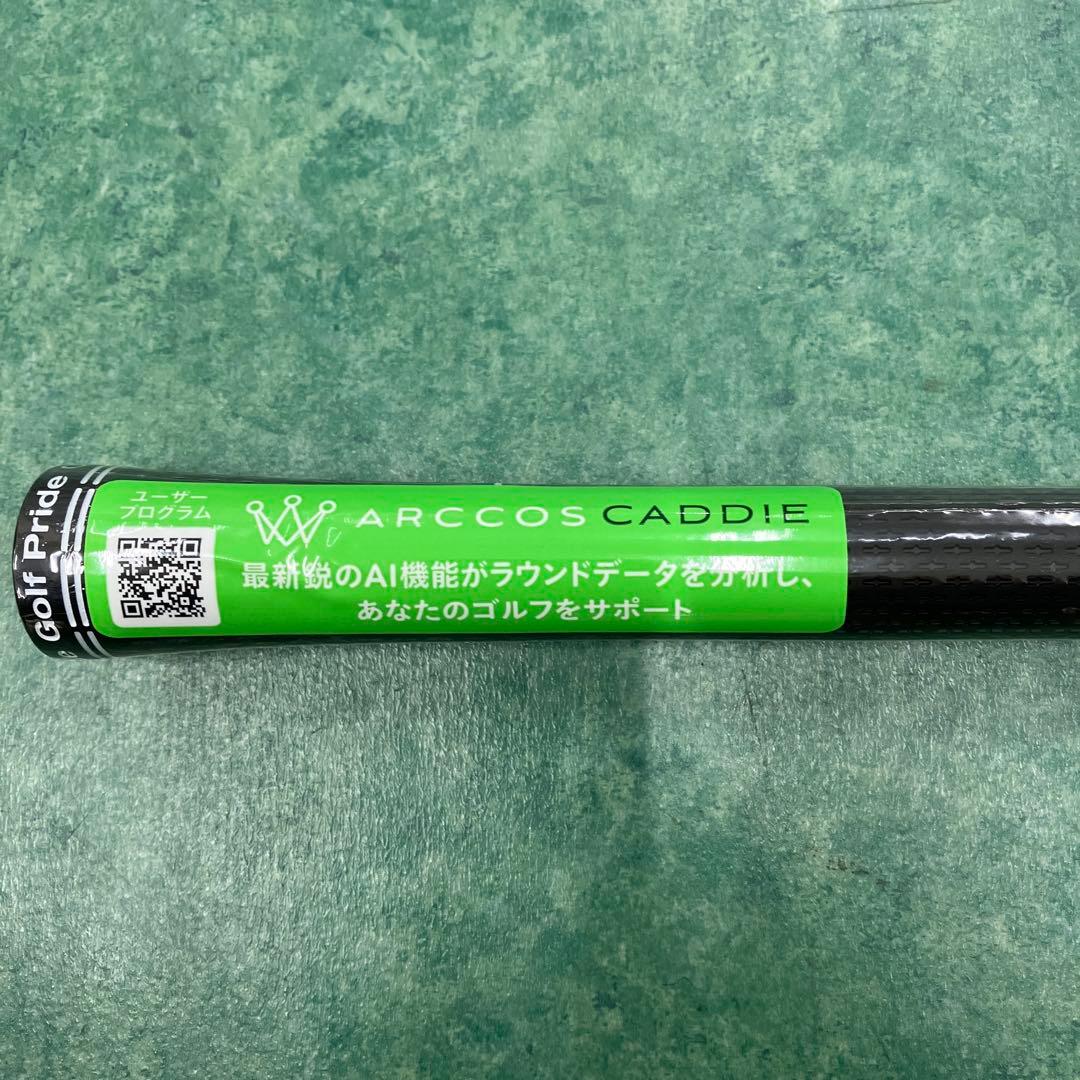 Golf Pride
ユーザー
プログラム
ARCCOS CADDIE
最新鋭のAI機能がラウンドデータを分析し、
あなたのゴルフをサポート